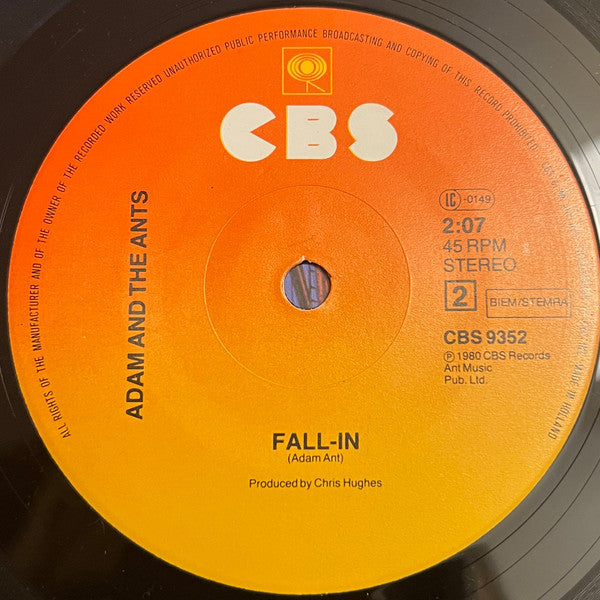 ALL RIGHTS OF THE MANUFACTURER AND OF THE OWNER OF THE RECORDED WORK RESERVED UNAUTHORIZED PUBLIC PERFORMANCE BROADCASTING AND COPYING OF THIS RECORD PROHIBITED
MADE IN HOLLAND
CBS
ADAM AND THE ANTS
LC-0149
2:07
45 RPM
STEREO
2
BIEM/STEMRA
CBS 9352
℗ 1980 CBS Records
Ant Music
Pub. Ltd.
FALL-IN
(Adam Ant)
Produced by Chris Hughes